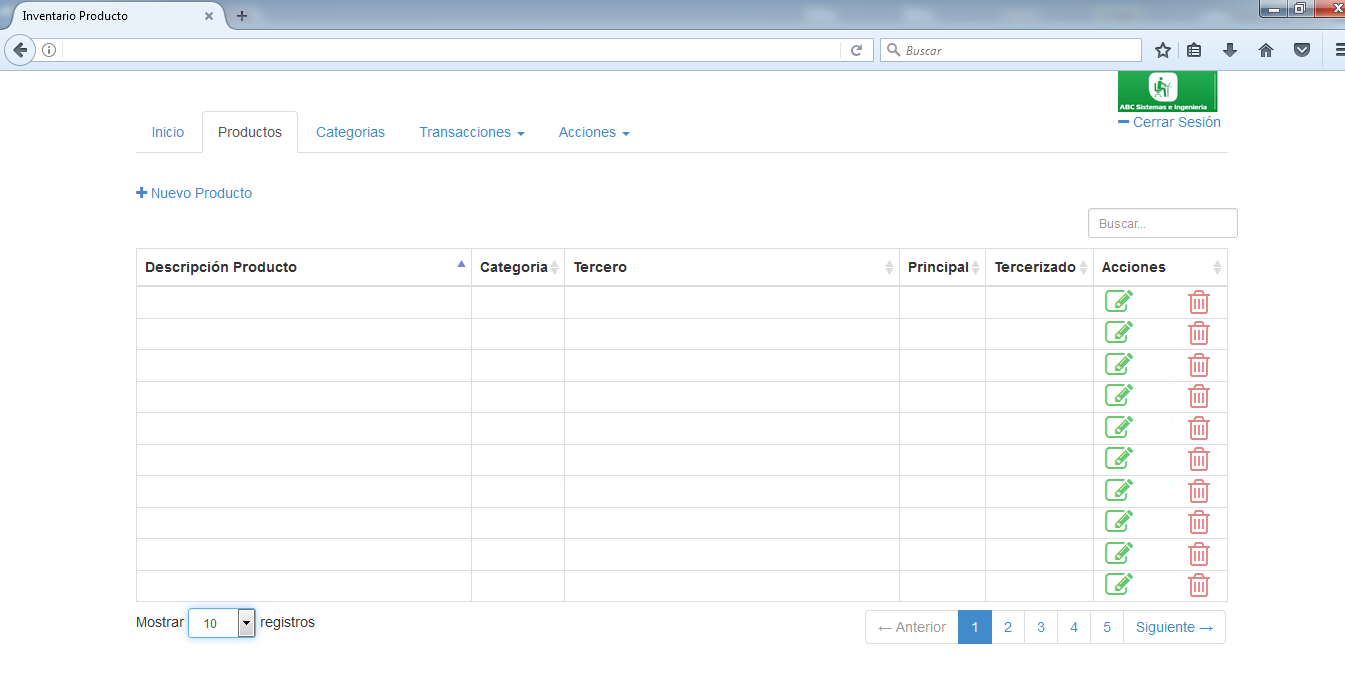 Inventario Producto
Buscar
ABC Sistemas e Ingenieria
Cerrar Sesión
Inicio Productos Categorias Transacciones Acciones
Nuevo Producto
Buscar...
Descripción Producto Categoria Tercero Principal Tercerizado Acciones
Mostrar 10 registros
← Anterior 1 2 3 4 5 Siguiente →